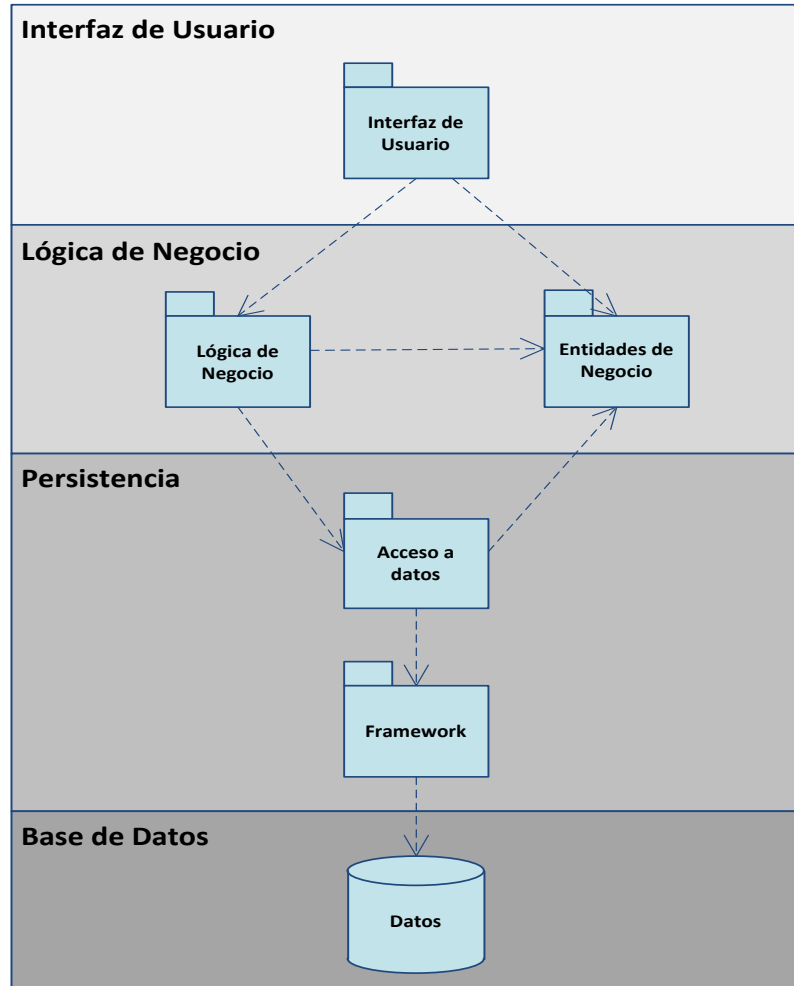 Interfaz de Usuario
Interfaz de
Usuario
Lógica de Negocio
Lógica de
Negocio
Entidades de
Negocio
Persistencia
Acceso a
datos
Framework
Base de Datos
Datos